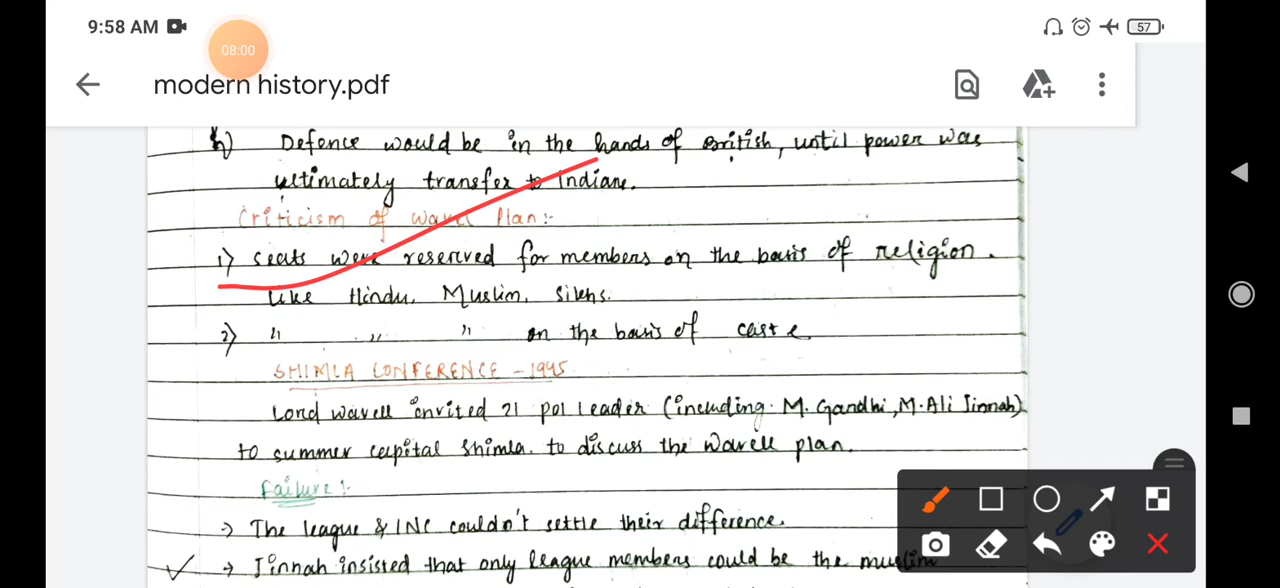 9:58 AM
57
08:00
modern history.pdf
h) Defence would be in the hands of British, until power was
ultimately transfer to Indians.
Criticism of wavel Plan:-
1) Seats were reserved for members on the basis of religion.
like Hindu, Muslim, Sikhs.
2) " " " on the basis of caste
SHIMLA CONFERENCE - 1945
Lord wavell invited 21 pol leader (including. M. Gandhi, M. Ali Jinnah)
to summer capital Shimla. to discuss the Wavell plan.
Failure:-
→ The league & INC couldn't settle their difference.
✓ → Jinnah insisted that only league members could be the muslim